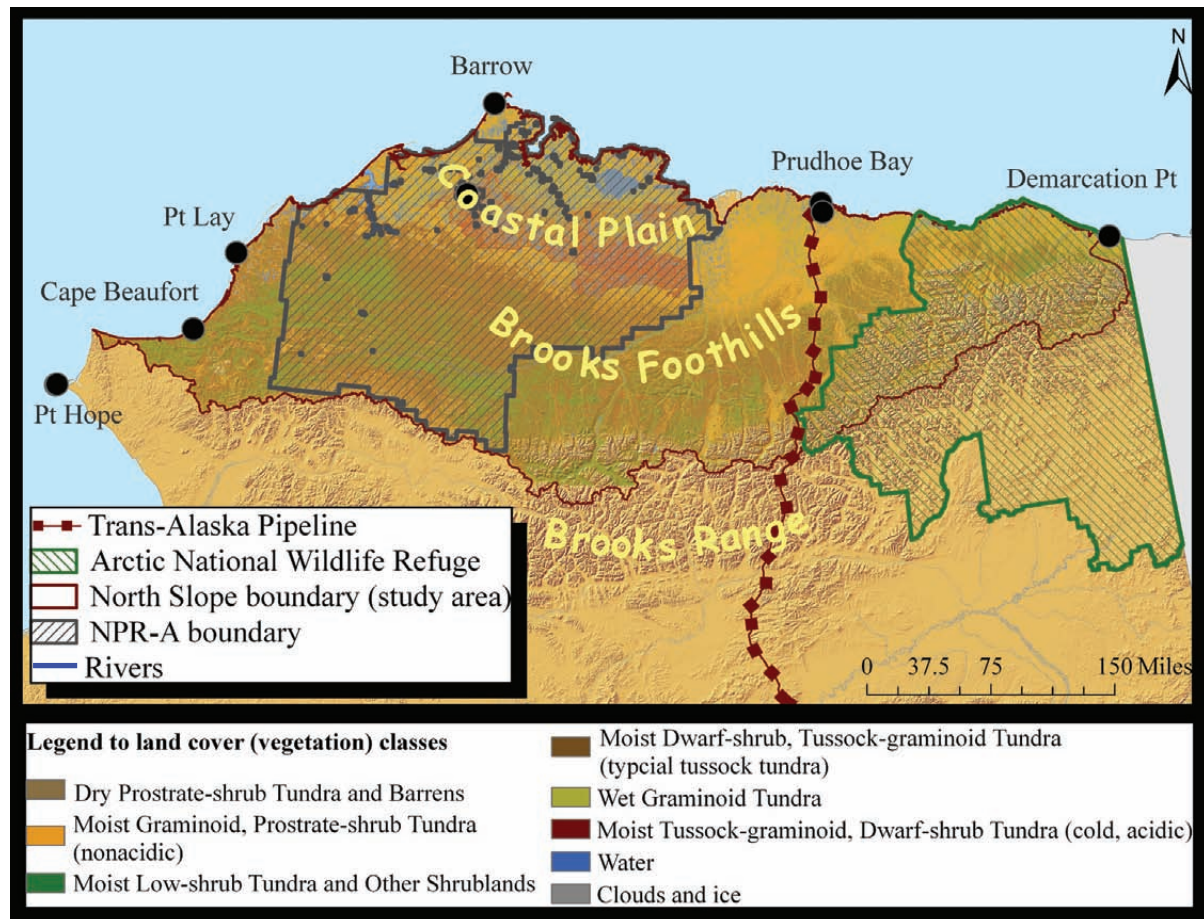 N
Barrow
Prudhoe Bay
Demarcation Pt
Coastal Plain
Pt Lay
Cape Beaufort
Brooks Foothills
Pt Hope
Brooks Range
Trans-Alaska Pipeline
Arctic National Wildlife Refuge
North Slope boundary (study area)
NPR-A boundary
Rivers
0 37.5 75 150 Miles
Legend to land cover (vegetation) classes
Dry Prostrate-shrub Tundra and Barrens
Moist Graminoid, Prostrate-shrub Tundra
(nonacidic)
Moist Low-shrub Tundra and Other Shrublands
Moist Dwarf-shrub, Tussock-graminoid Tundra
(typcial tussock tundra)
Wet Graminoid Tundra
Moist Tussock-graminoid, Dwarf-shrub Tundra (cold, acidic)
Water
Clouds and ice